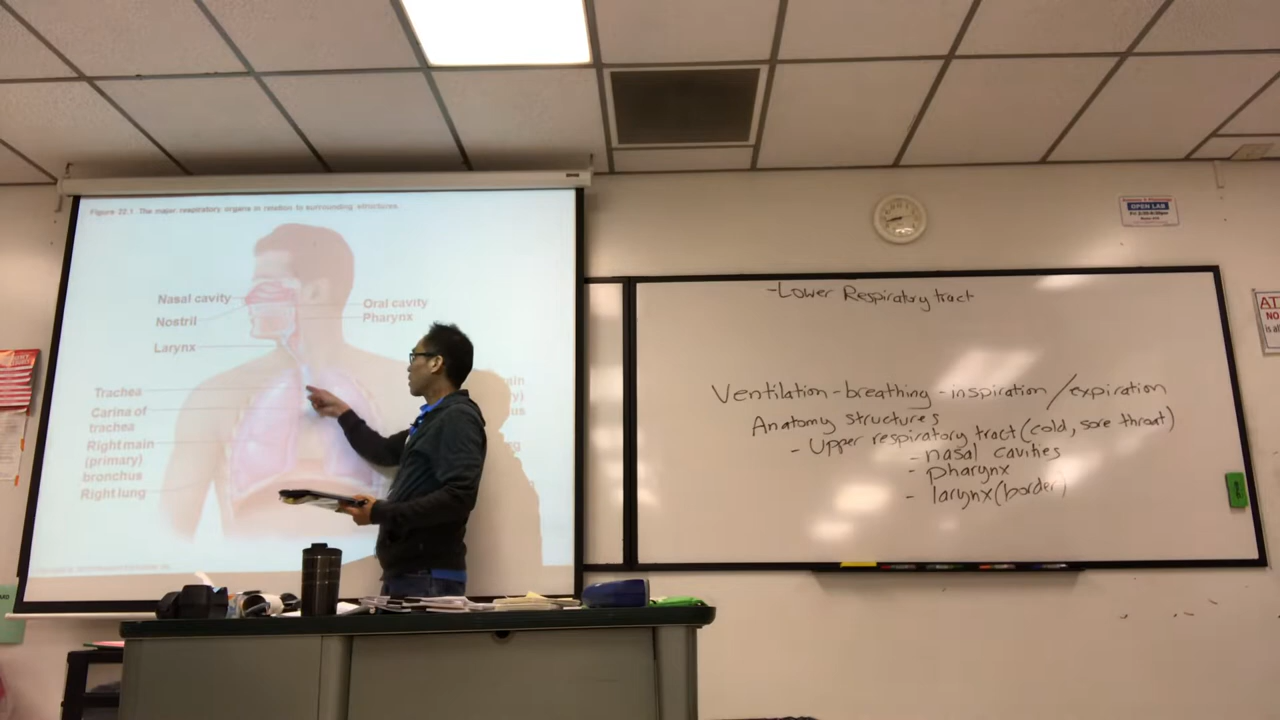 Figure 22.1 The major respiratory organs in relation to surrounding structures.
Nasal cavity
Nostril
Larynx
Oral cavity
Pharynx
Trachea
Carina of
trachea
Right main
(primary)
bronchus
Right lung
-Lower Respiratory tract
Ventilation-breathing-inspiration/expiration
Anatomy structures
- Upper respiratory tract (cold, sore throat)
- nasal cavities
- pharynx
- larynx (border)
OPEN LAB
NO